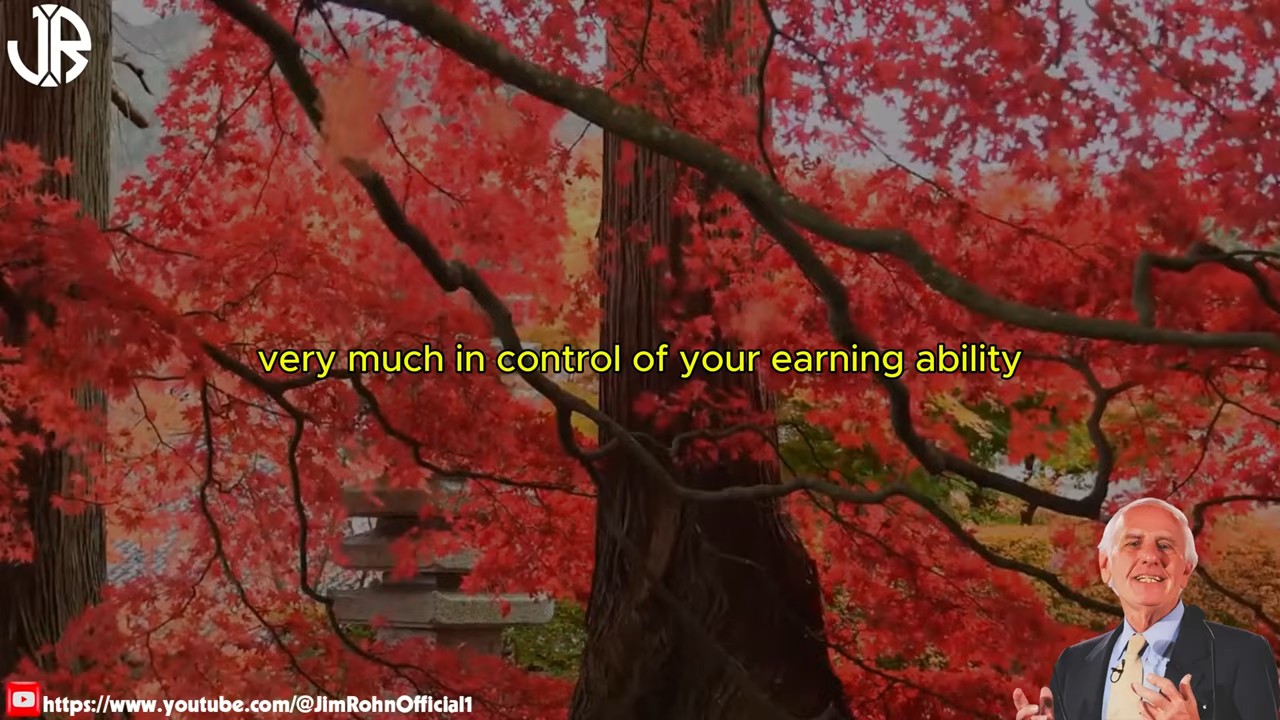 JR
very much in control of your earning ability
https://www.youtube.com/@JimRohnOfficial1